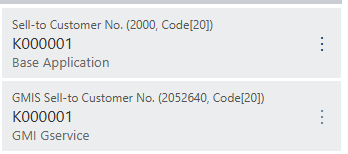 Sell-to Customer No. (2000, Code[20])
K000001
Base Application
GMIS Sell-to Customer No. (2052640, Code[20])
K000001
GMI Gservice